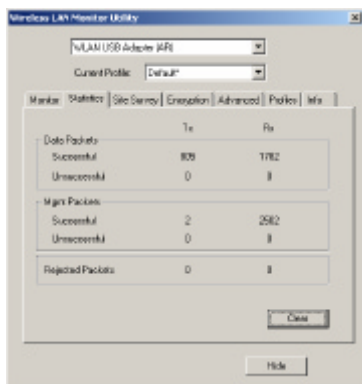 Wireless LAN Monitor Utility
WLAN USB Adapter (AR)
Current Profile: Default*
Monitor Statistics Site Survey Encryption Advanced Profiles Info
Tx Rx
Data Packets
Successful 1782
Unsuccessful 0 0
Mgmt Packets
Successful 2 2502
Unsuccessful 0 0
Rejected Packets 0 0
Clear
Hide